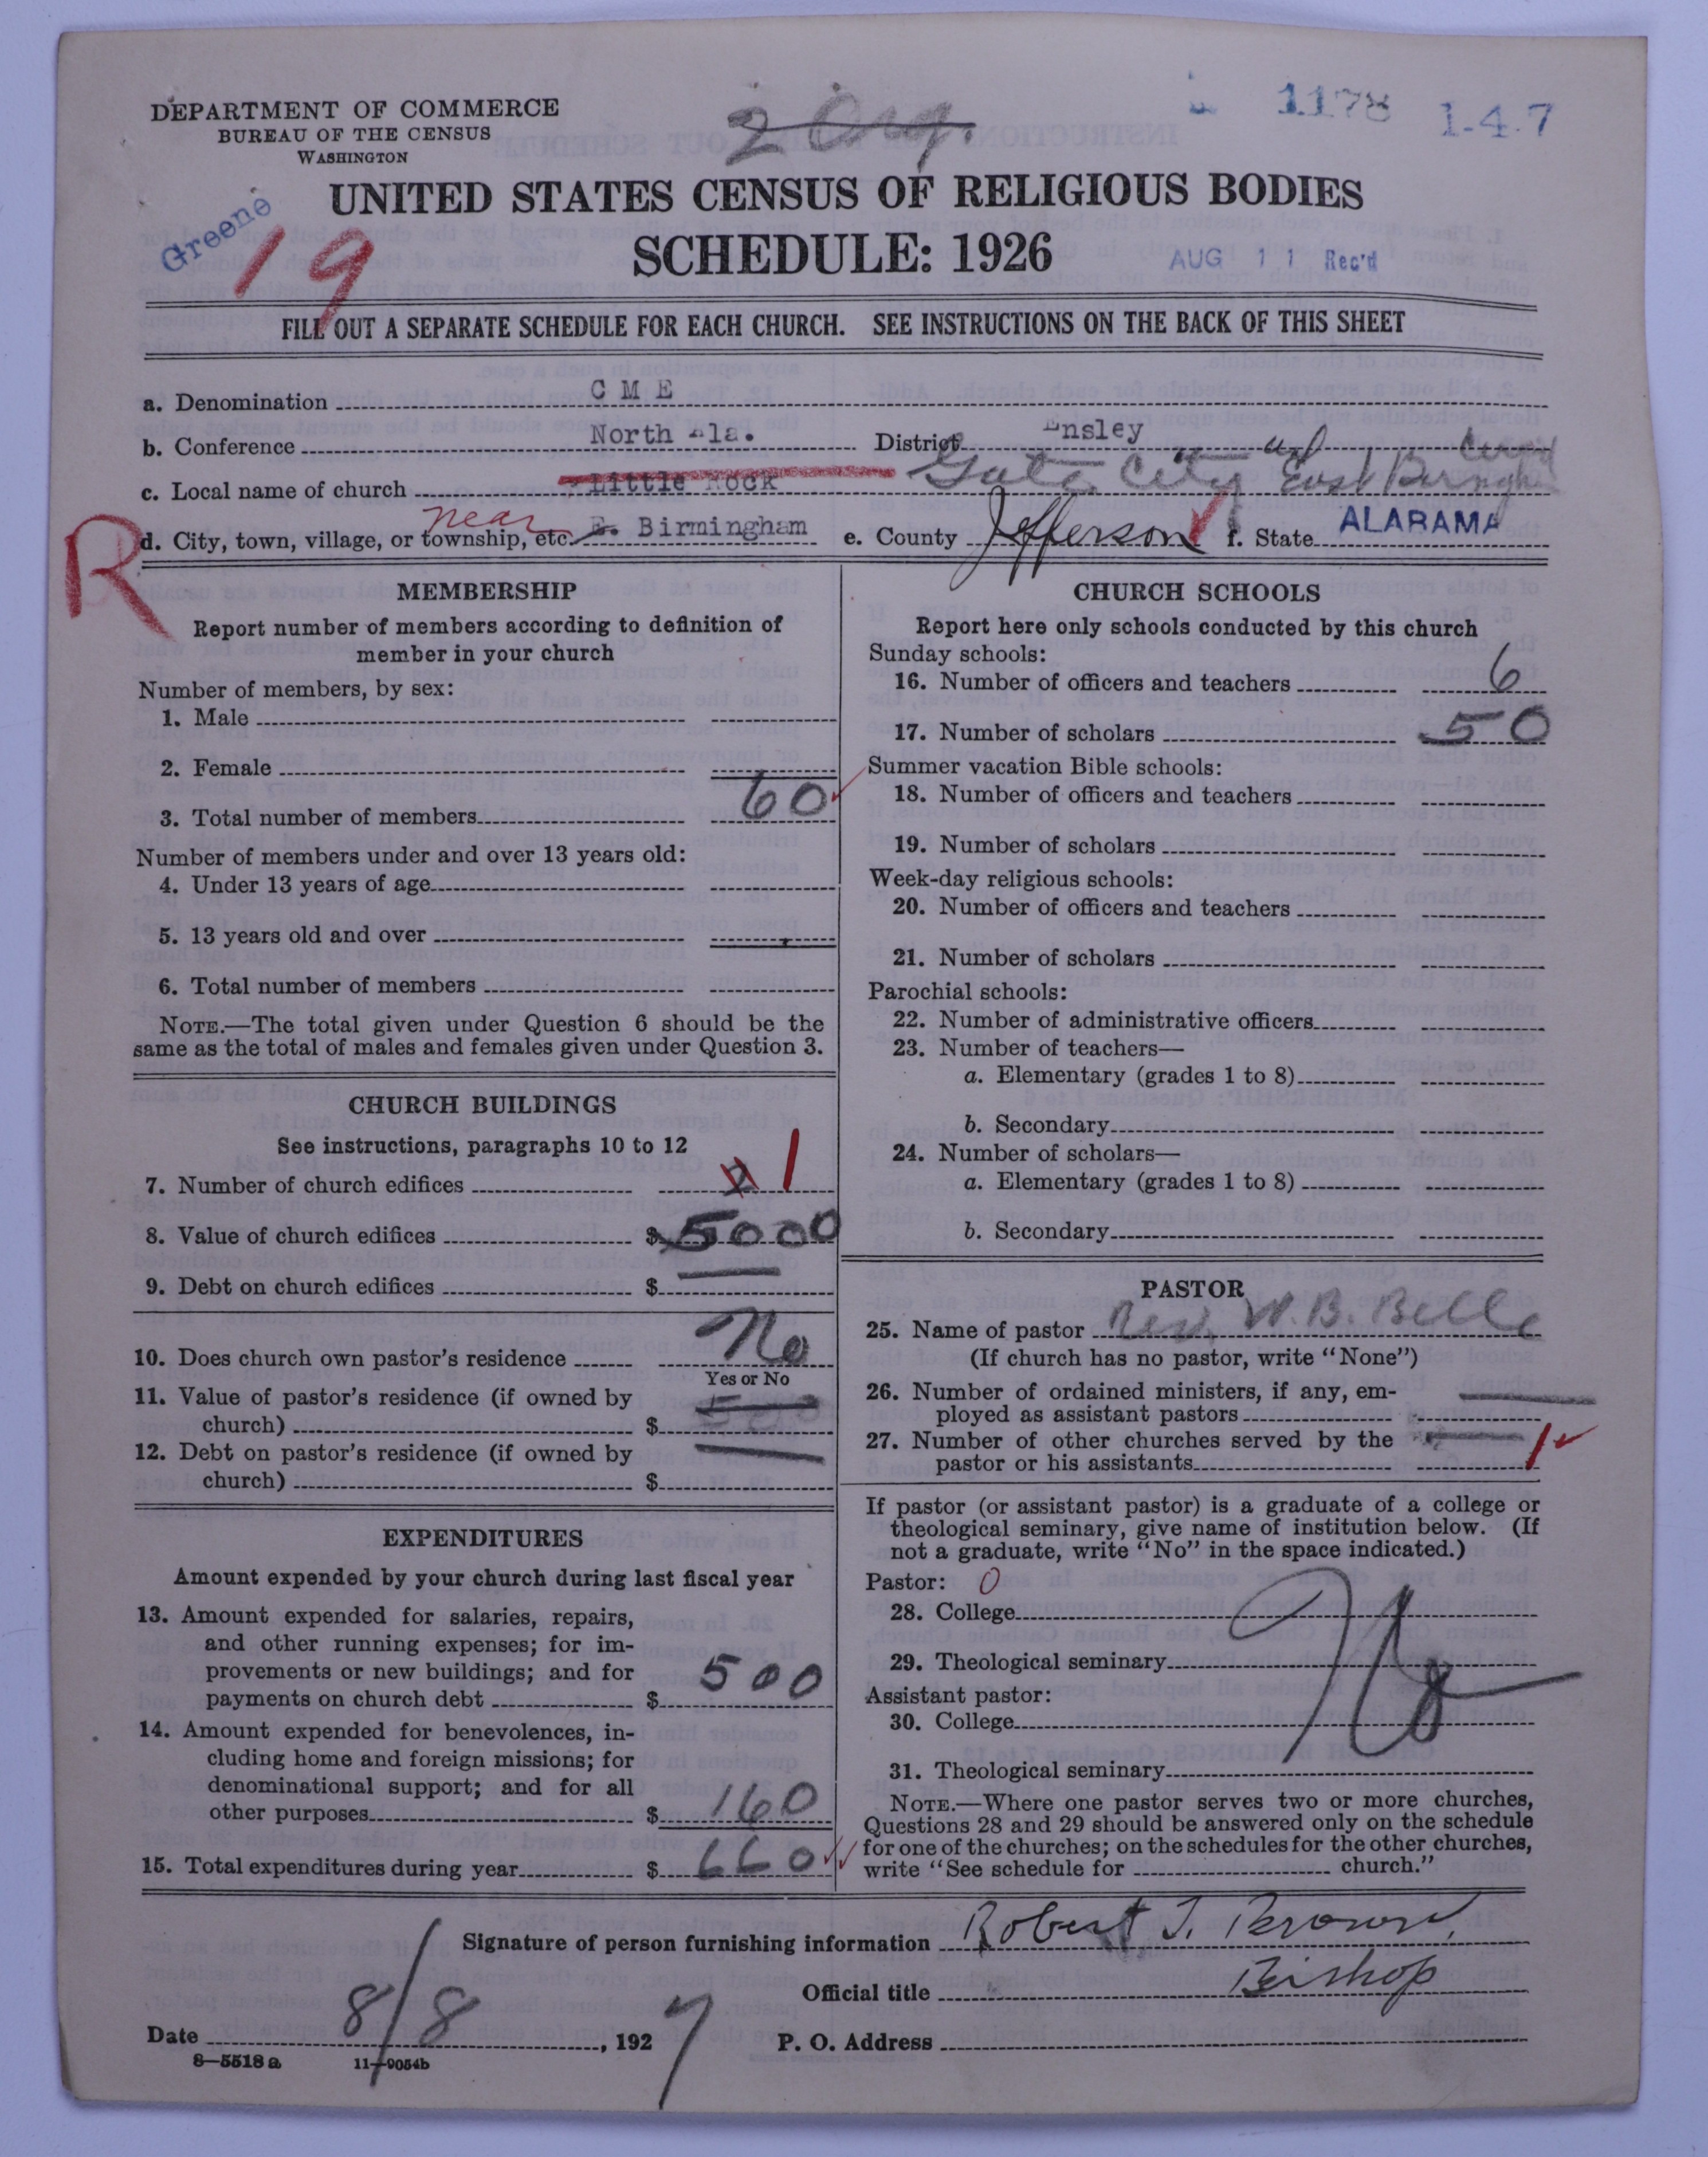 DEPARTMENT OF COMMERCE
BUREAU OF THE CENSUS
WASHINGTON
2 Org.
1178 1-4-7
UNITED STATES CENSUS OF RELIGIOUS BODIES
SCHEDULE: 1926
Greene
19
AUG 11 Rec'd
FILL OUT A SEPARATE SCHEDULE FOR EACH CHURCH. SEE INSTRUCTIONS ON THE BACK OF THIS SHEET
a. Denomination C M E
b. Conference North Ala. District Ensley
c. Local name of church Little Rock Gate City and East
d. City, town, village, or township, etc. near E. Birmingham e. County Jefferson f. State ALABAMA
R
MEMBERSHIP
Report number of members according to definition of
member in your church
Number of members, by sex:
1. Male
2. Female
3. Total number of members 60
Number of members under and over 13 years old:
4. Under 13 years of age
5. 13 years old and over
6. Total number of members
NOTE.—The total given under Question 6 should be the
same as the total of males and females given under Question 3.
CHURCH BUILDINGS
See instructions, paragraphs 10 to 12
7. Number of church edifices 2 1
8. Value of church edifices $5000
9. Debt on church edifices $
10. Does church own pastor's residence No
Yes or No
11. Value of pastor's residence (if owned by
church) $ 500
12. Debt on pastor's residence (if owned by
church) $
EXPENDITURES
Amount expended by your church during last fiscal year
13. Amount expended for salaries, repairs,
and other running expenses; for im-
provements or new buildings; and for
payments on church debt $ 500
14. Amount expended for benevolences, in-
cluding home and foreign missions; for
denominational support; and for all
other purposes $ 160
15. Total expenditures during year $ 660
CHURCH SCHOOLS
Report here only schools conducted by this church
Sunday schools:
16. Number of officers and teachers 6
17. Number of scholars 50
Summer vacation Bible schools:
18. Number of officers and teachers
19. Number of scholars
Week-day religious schools:
20. Number of officers and teachers
21. Number of scholars
Parochial schools:
22. Number of administrative officers
23. Number of teachers—
a. Elementary (grades 1 to 8)
b. Secondary
24. Number of scholars—
a. Elementary (grades 1 to 8)
b. Secondary
PASTOR
25. Name of pastor Rev. W. B. Belle
(If church has no pastor, write "None")
26. Number of ordained ministers, if any, em-
ployed as assistant pastors
27. Number of other churches served by the
pastor or his assistants 1
If pastor (or assistant pastor) is a graduate of a college or
theological seminary, give name of institution below. (If
not a graduate, write "No" in the space indicated.)
Pastor: 0
28. College
29. Theological seminary No
Assistant pastor:
30. College
31. Theological seminary
NOTE.—Where one pastor serves two or more churches,
Questions 28 and 29 should be answered only on the schedule
for one of the churches; on the schedules for the other churches,
write "See schedule for church."
Signature of person furnishing information Robert T. Brown,
Official title Bishop
Date 8/8, 1927 P. O. Address
8—5518a 11—9054b